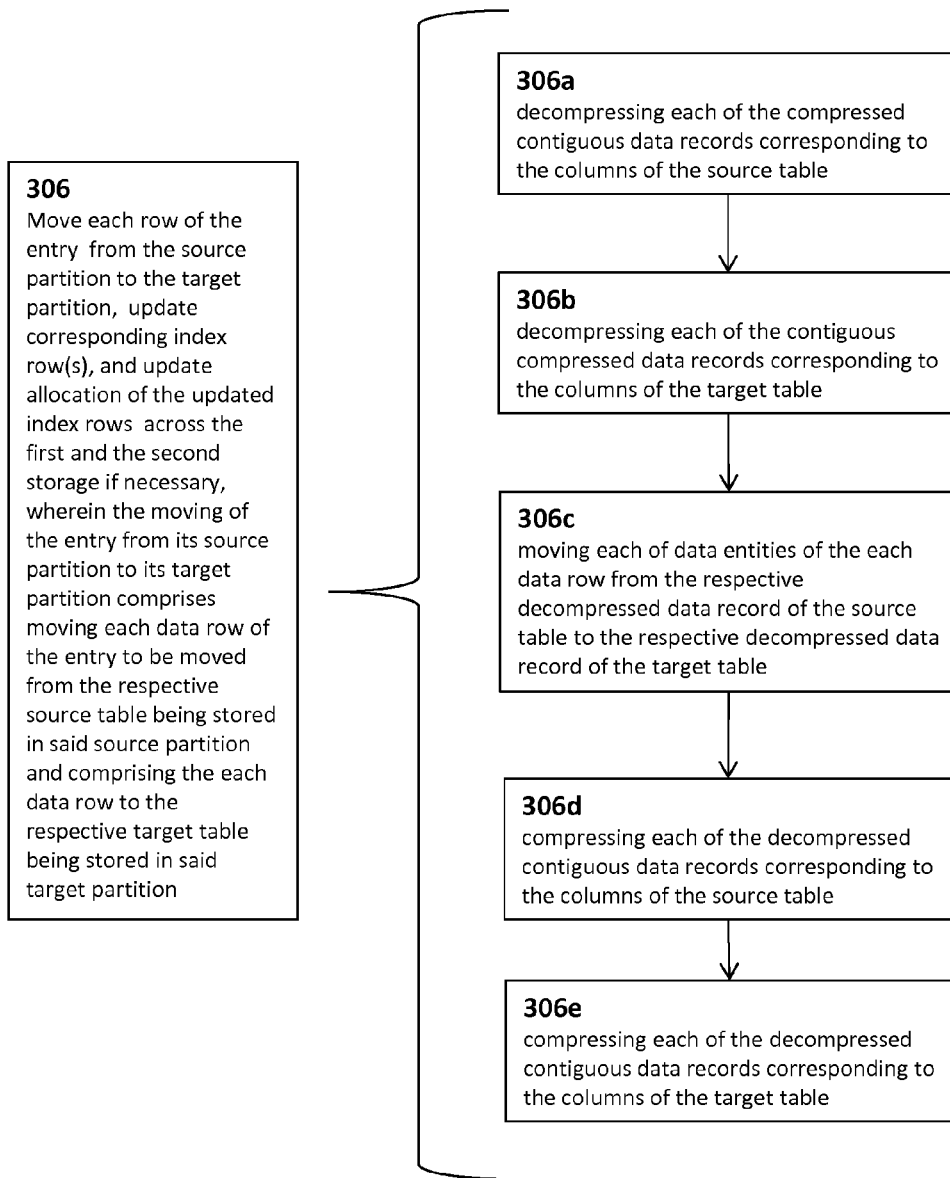 306
Move each row of the
entry from the source
partition to the target
partition, update
corresponding index
row(s), and update
allocation of the updated
index rows across the
first and the second
storage if necessary,
wherein the moving of
the entry from its source
partition to its target
partition comprises
moving each data row of
the entry to be moved
from the respective
source table being stored
in said source partition
and comprising the each
data row to the
respective target table
being stored in said
target partition
306a
decompressing each of the compressed
contiguous data records corresponding to
the columns of the source table
306b
decompressing each of the contiguous
compressed data records corresponding to
the columns of the target table
306c
moving each of data entities of the each
data row from the respective
decompressed data record of the source
table to the respective decompressed data
record of the target table
306d
compressing each of the decompressed
contiguous data records corresponding to
the columns of the source table
306e
compressing each of the decompressed
contiguous data records corresponding to
the columns of the target table